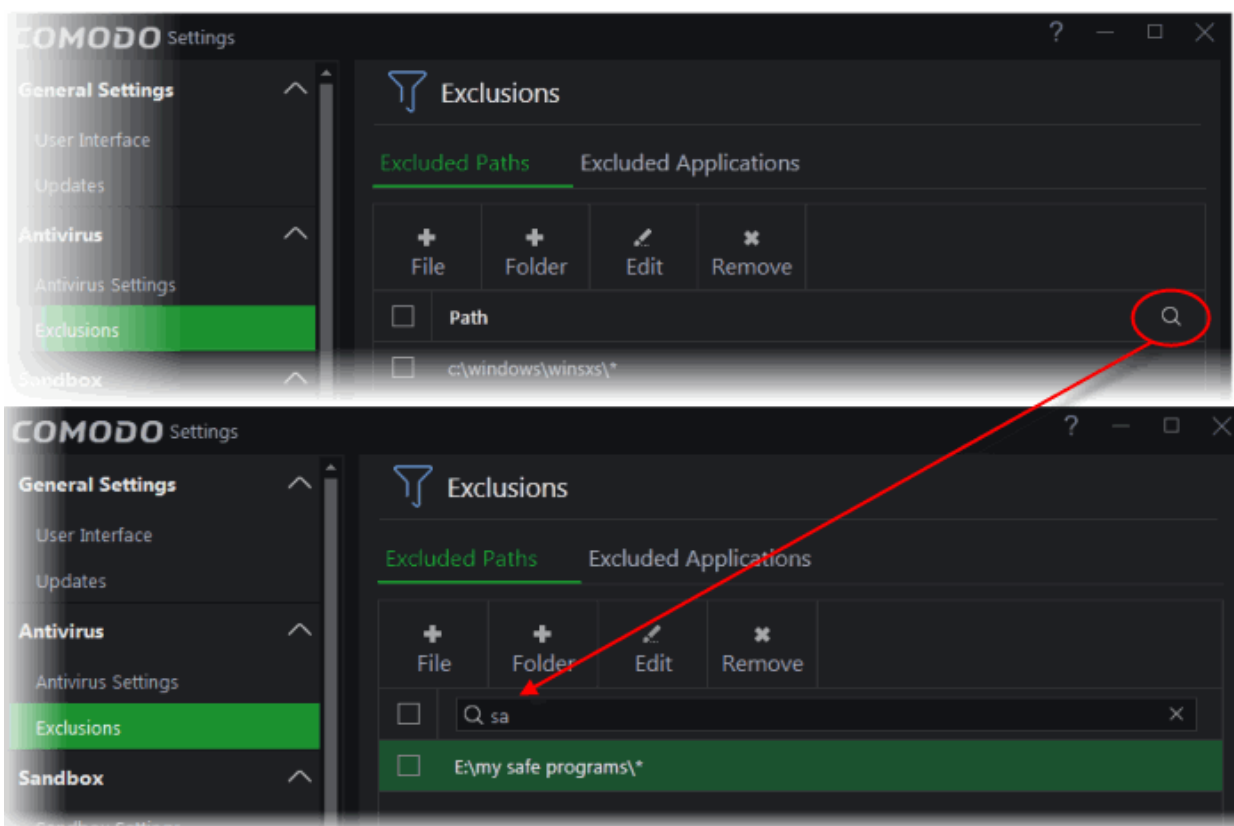 COMODO Settings
?
General Settings
User Interface
Updates
Antivirus
Antivirus Settings
Exclusions
Sandbox
Exclusions
Excluded Paths Excluded Applications
File Folder Edit Remove
Path
c:\windows\winsxs\*
COMODO Settings
?
General Settings
User Interface
Updates
Antivirus
Antivirus Settings
Exclusions
Sandbox
Sandbox Settings
Exclusions
Excluded Paths Excluded Applications
File Folder Edit Remove
sa
E:\my safe programs\*